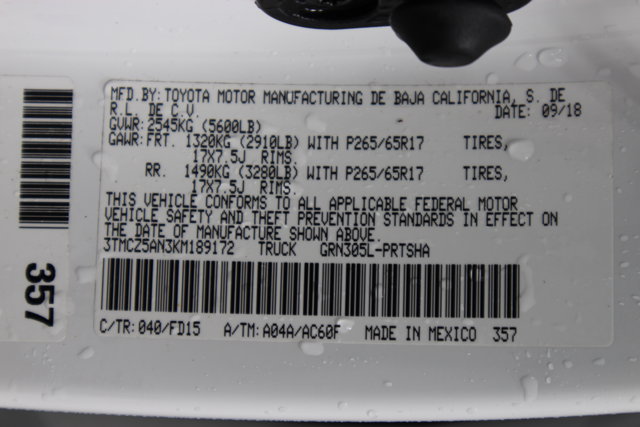 MFD.BY: TOYOTA MOTOR MANUFACTURING DE BAJA CALIFORNIA, S. DE
R.L. DE C.V. DATE: 09/18
GVWR: 2545KG (5600LB)
GAWR: FRT. 1320KG (2910LB) WITH P265/65R17 TIRES,
17X7.5J RIMS.
RR. 1490KG (3280LB) WITH P265/65R17 TIRES,
17X7.5J RIMS.
THIS VEHICLE CONFORMS TO ALL APPLICABLE FEDERAL MOTOR
VEHICLE SAFETY AND THEFT PREVENTION STANDARDS IN EFFECT ON
THE DATE OF MANUFACTURE SHOWN ABOVE.
3TMCZ5AN3KM189172 TRUCK GRN305L-PRTSHA
C/TR: 040/FD15 A/TM: A04A/AC60F MADE IN MEXICO 357
357